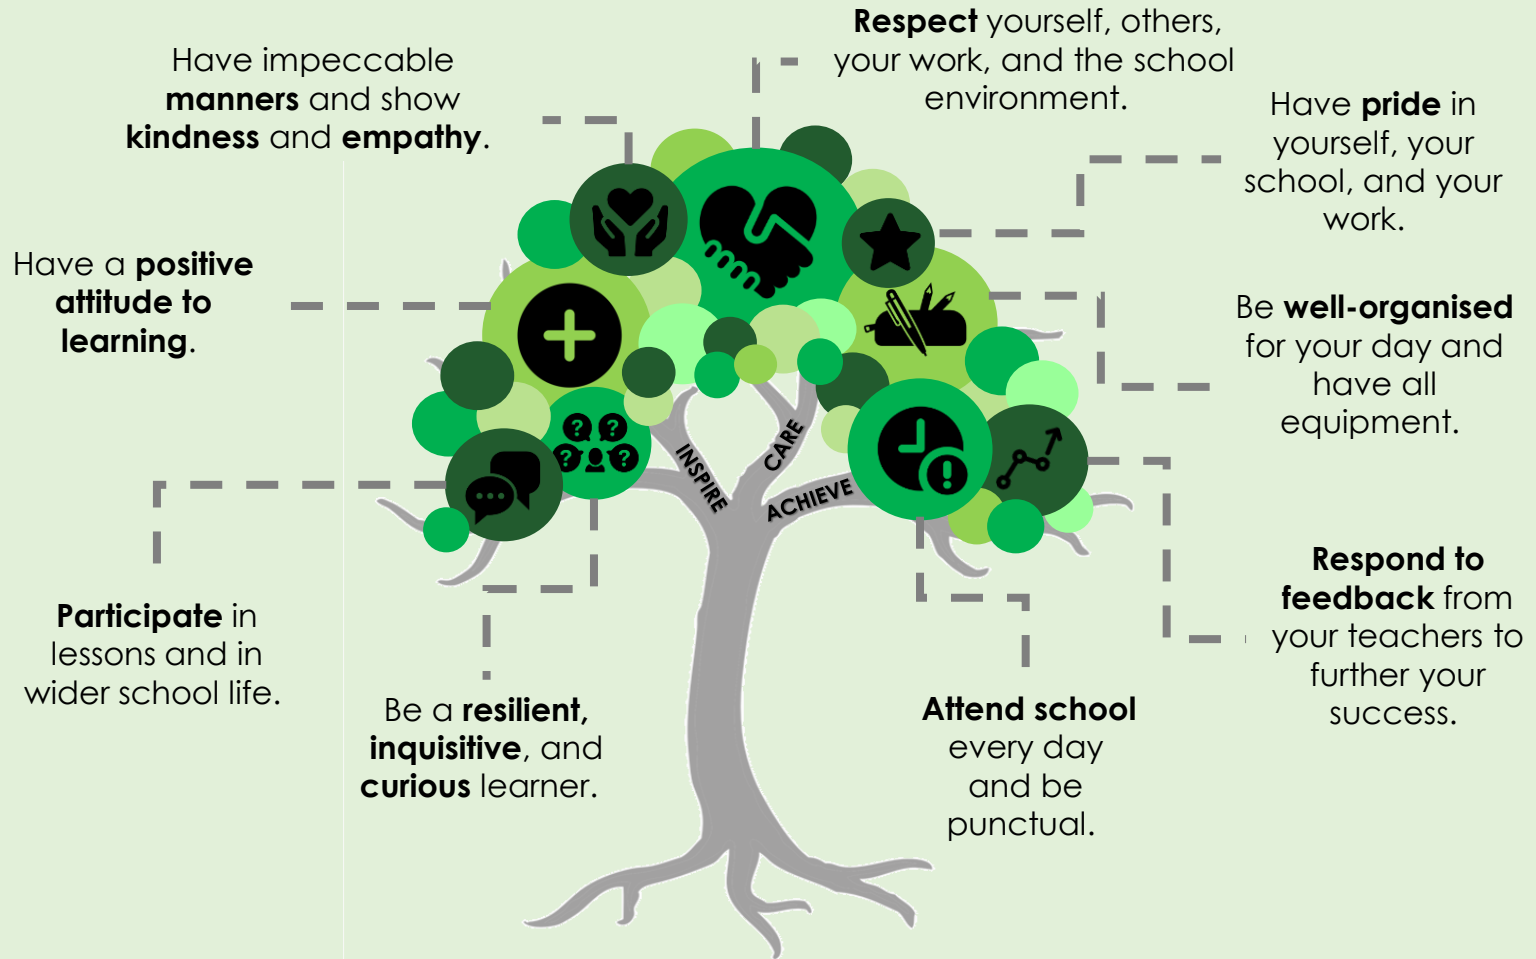 Respect yourself, others,
your work, and the school
environment.
Have impeccable
manners and show
kindness and empathy.
Have pride in
yourself, your
school, and your
work.
Have a positive
attitude to
learning.
Be well-organised
for your day and
have all
equipment.
INSPIRE
CARE
ACHIEVE
Participate in
lessons and in
wider school life.
Be a resilient,
inquisitive, and
curious learner.
Attend school
every day
and be
punctual.
Respond to
feedback from
your teachers to
further your
success.